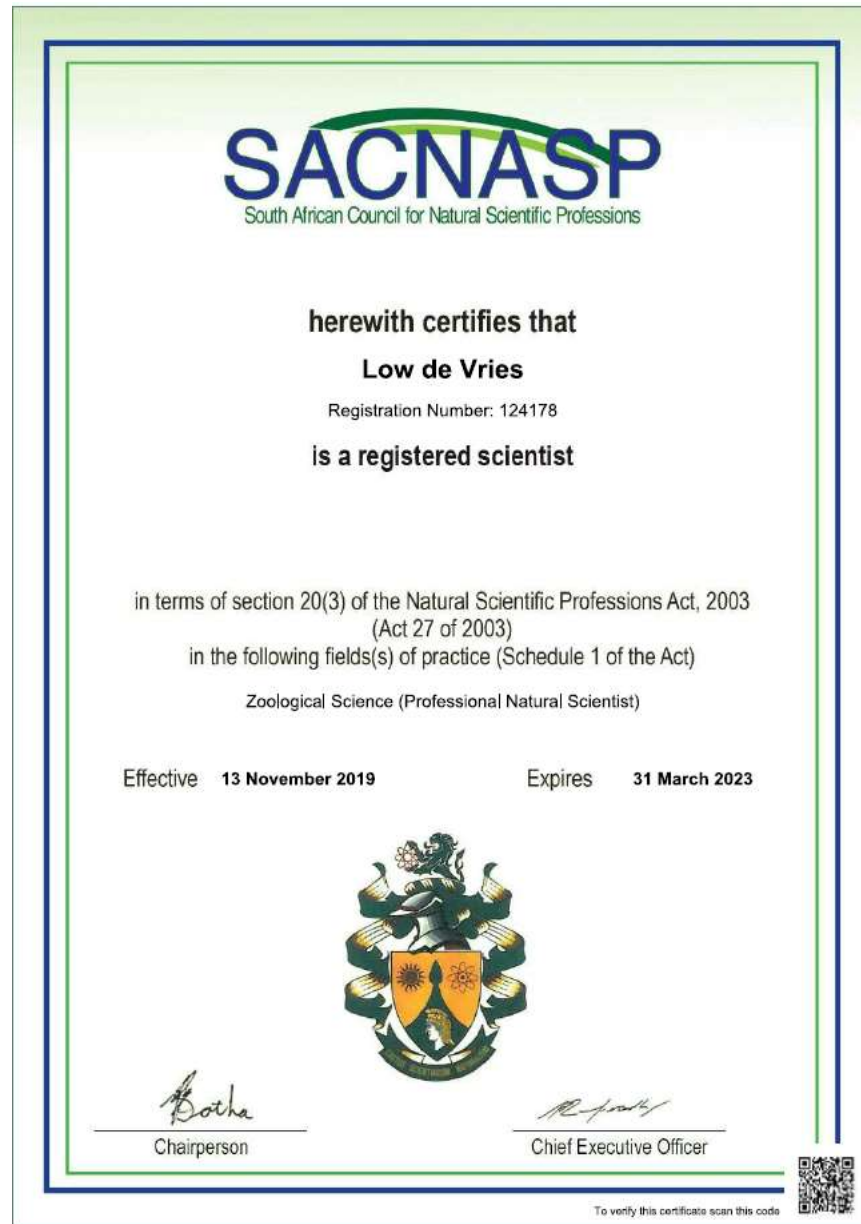 SACNASP
South African Council for Natural Scientific Professions
herewith certifies that
Low de Vries
Registration Number: 124178
is a registered scientist
in terms of section 20(3) of the Natural Scientific Professions Act, 2003
(Act 27 of 2003)
in the following fields(s) of practice (Schedule 1 of the Act)
Zoological Science (Professional Natural Scientist)
Effective 13 November 2019 Expires 31 March 2023
Botha
Chairperson Chief Executive Officer
To verify this certificate scan this code